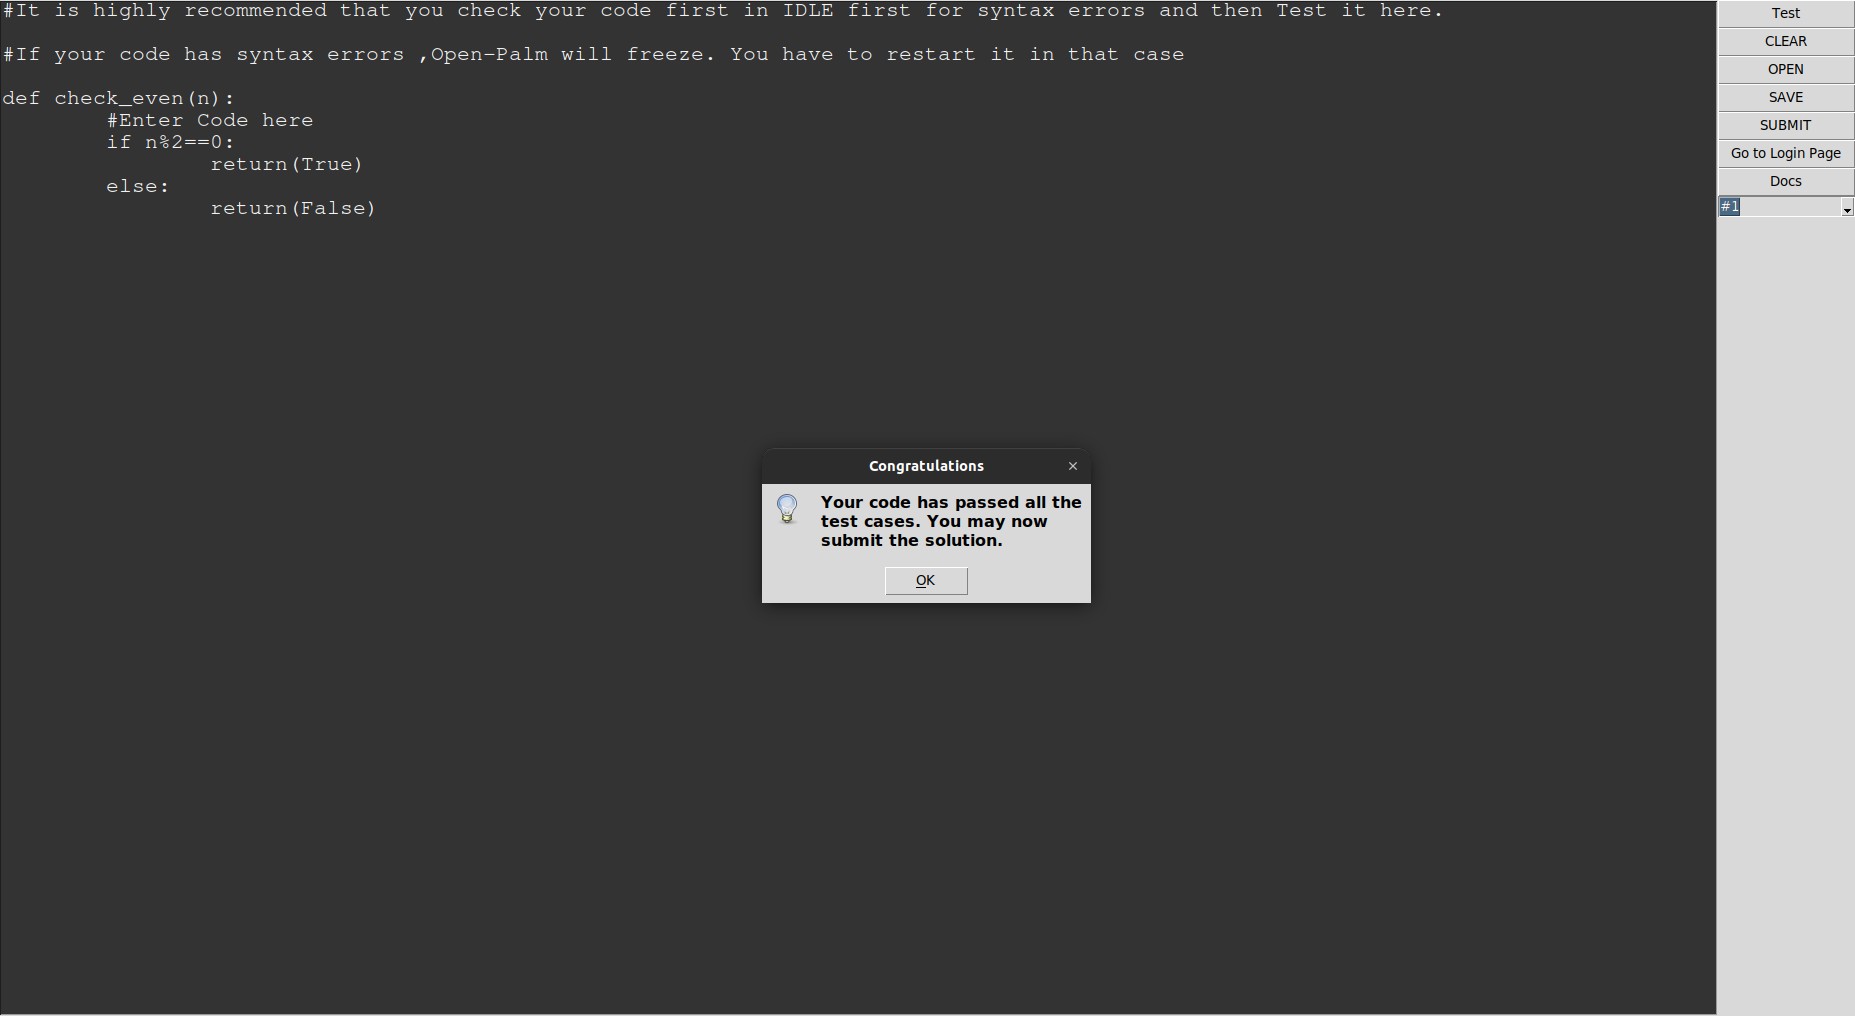 #It is highly recommended that you check your code first in IDLE first for syntax errors and then Test it here.
#If your code has syntax errors ,Open-Palm will freeze. You have to restart it in that case
def check_even(n):
#Enter Code here
if n%2==0:
return(True)
else:
return(False)
Test
CLEAR
OPEN
SAVE
SUBMIT
Go to Login Page
Docs
#1
Congratulations
Your code has passed all the
test cases. You may now
submit the solution.
OK